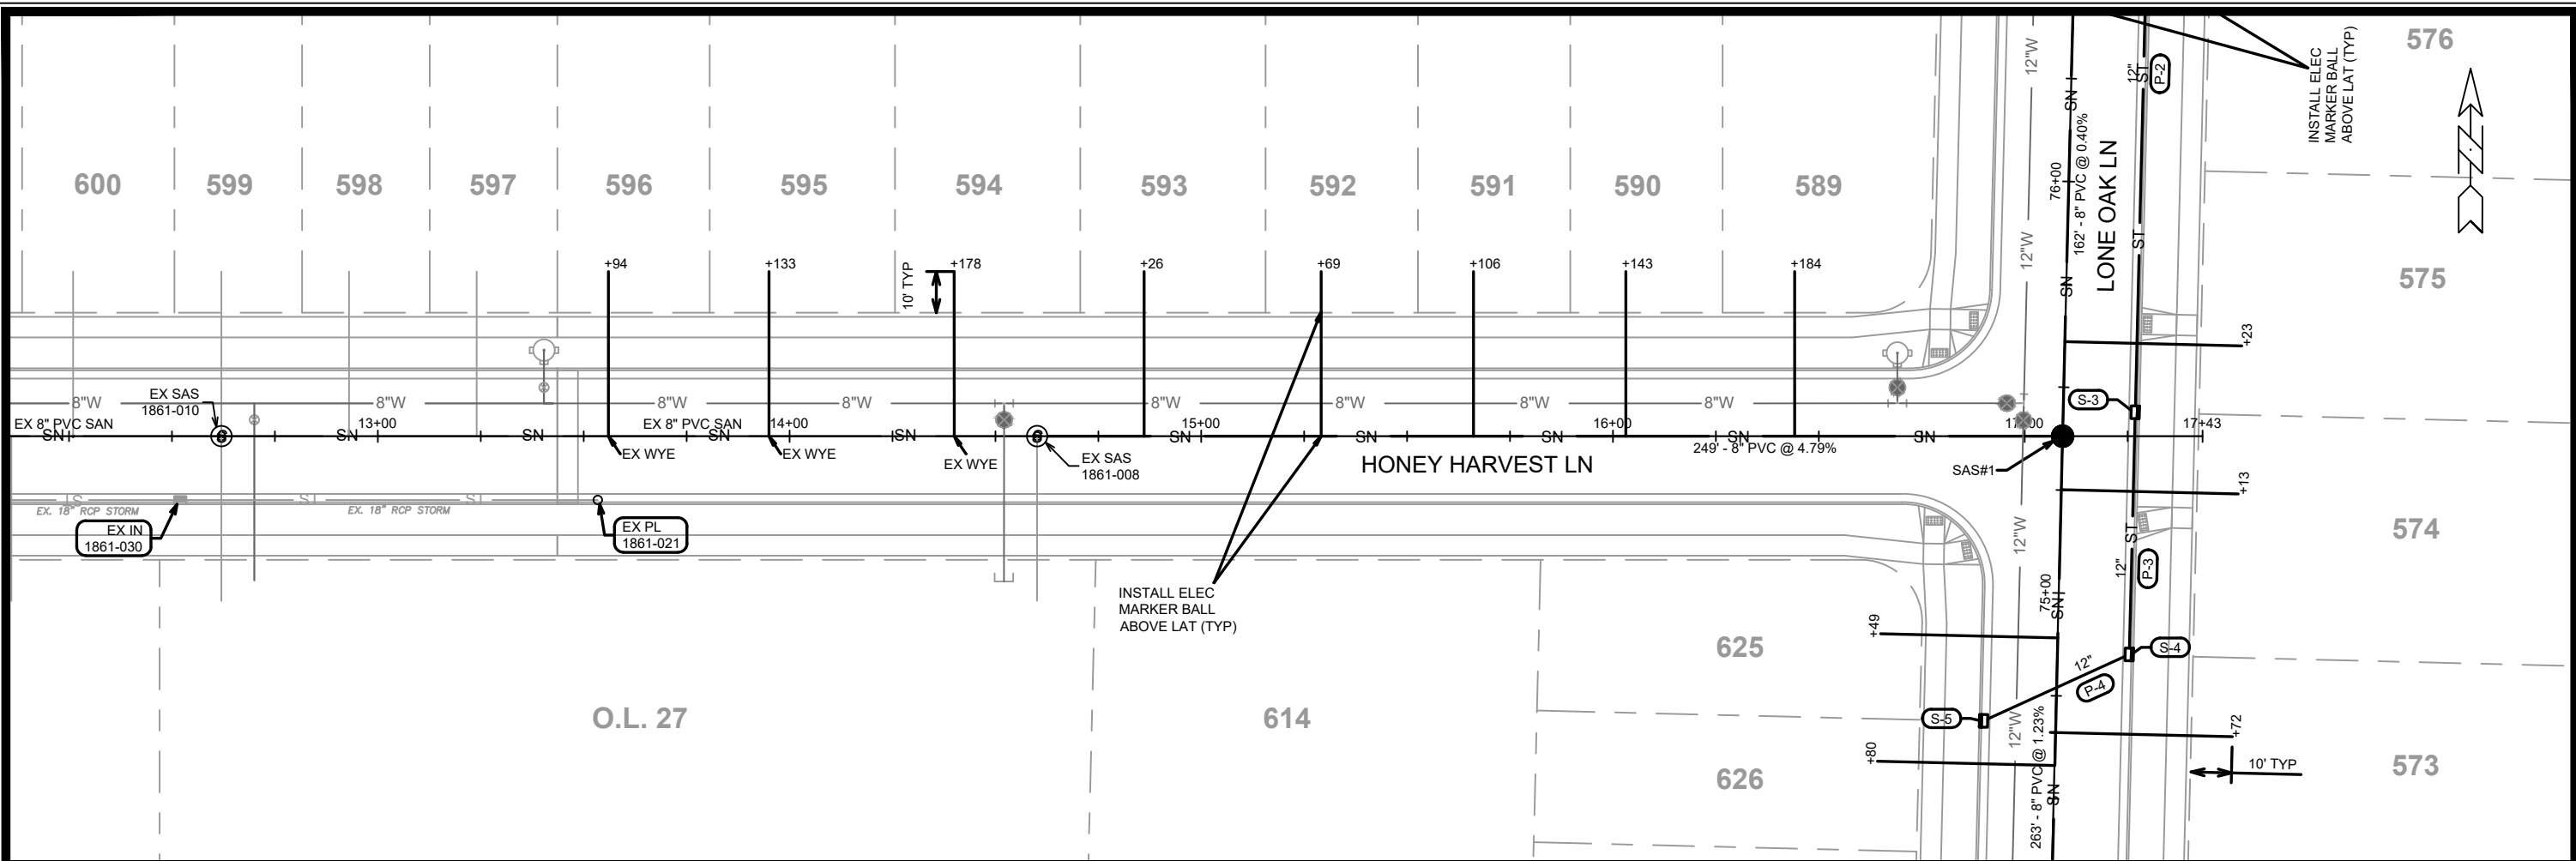 576
INSTALL ELEC
MARKER BALL
ABOVE LAT (TYP)
12"W
12"
ST
P-2
SN
162' - 8" PVC @ 0.40%
76+00
LONE OAK LN
N
600
599
598
597
596
595
594
593
592
591
590
589
12"W
ST
SN
575
+94
+133
10' TYP
+178
+26
+69
+106
+143
+184
+23
EX SAS
1861-010
8"W
8"W
8"W
8"W
8"W
8"W
8"W
8"W
S-3
EX 8" PVC SAN
SN
SN
13+00
SN
EX 8" PVC SAN
SN
14+00
SN
15+00
SN
SN
SN
16+00
SN
SN
17+00
17+43
EX WYE
EX WYE
EX WYE
EX SAS
1861-008
HONEY HARVEST LN
249' - 8" PVC @ 4.79%
SAS#1
+13
ST
ST
ST
EX. 18" RCP STORM
EX. 18" RCP STORM
EX IN
1861-030
EX PL
1861-021
12"W
ST
574
12"
P-3
INSTALL ELEC
MARKER BALL
ABOVE LAT (TYP)
75+00
SN
+49
625
S-4
12"
P-4
O.L. 27
614
S-5
12"W
+72
+80
626
263' - 8" PVC @ 1.23%
SN
10' TYP
573